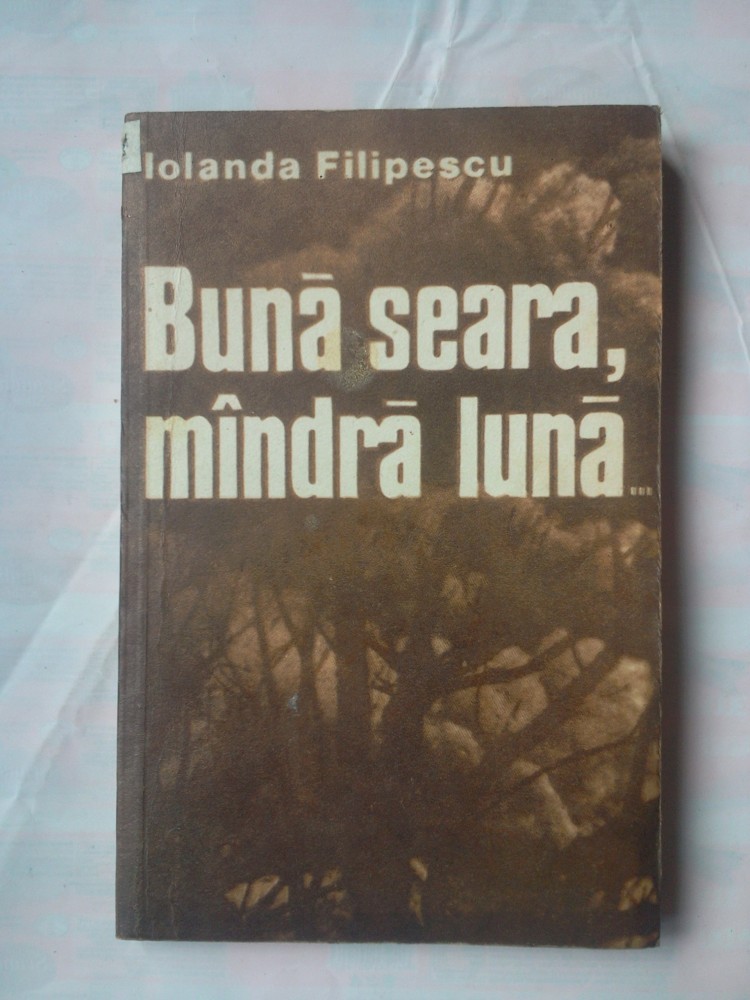 Iolanda Filipescu
Bună seara,
mîndră lună...